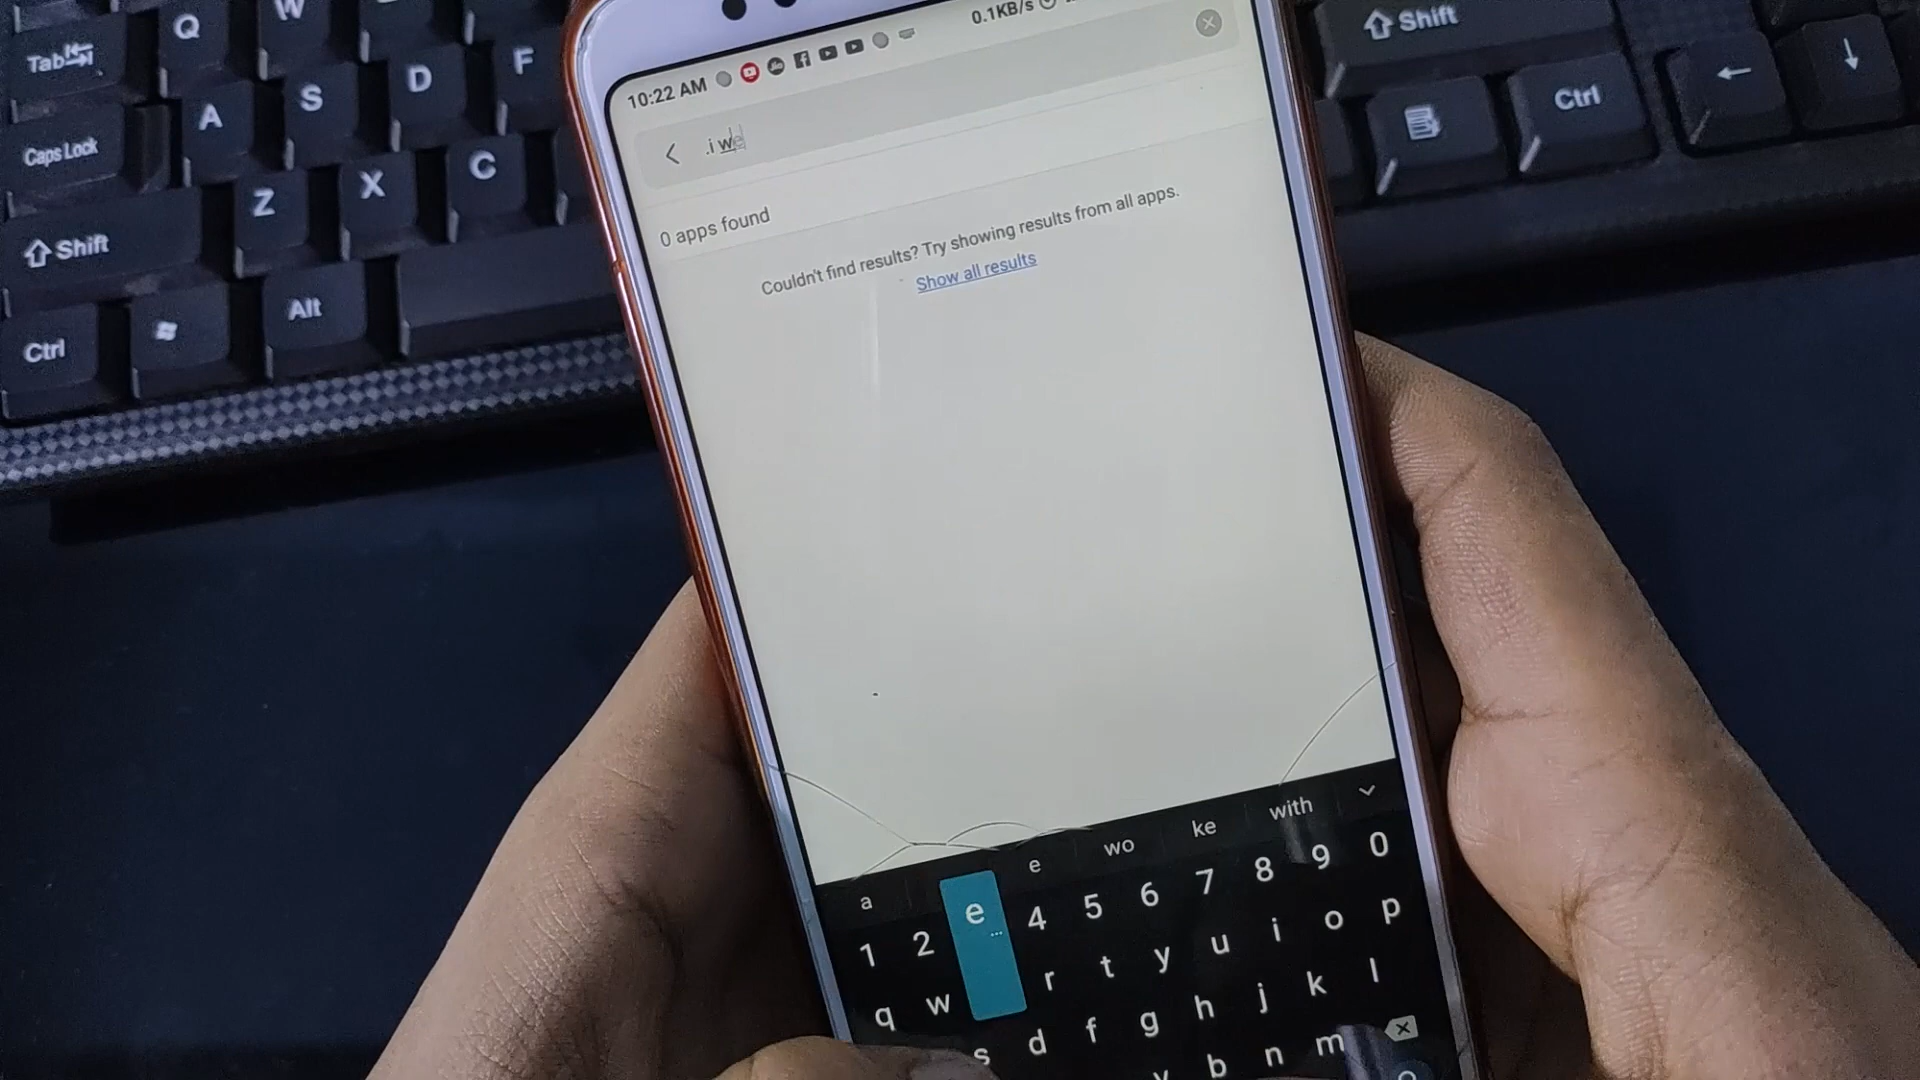 Tab
Q
W
A
S
D
F
Caps Lock
Z
X
C
Shift
Ctrl
Alt
Shift
Ctrl
10:22 AM
0.1KB/s
.i we
0 apps found
Couldn't find results? Try showing results from all apps.
Show all results
a
e
wo
ke
with
1 2 e 4 5 6 7 8 9 0
q w r t y u i o p
s d f g h j k l
v b n m